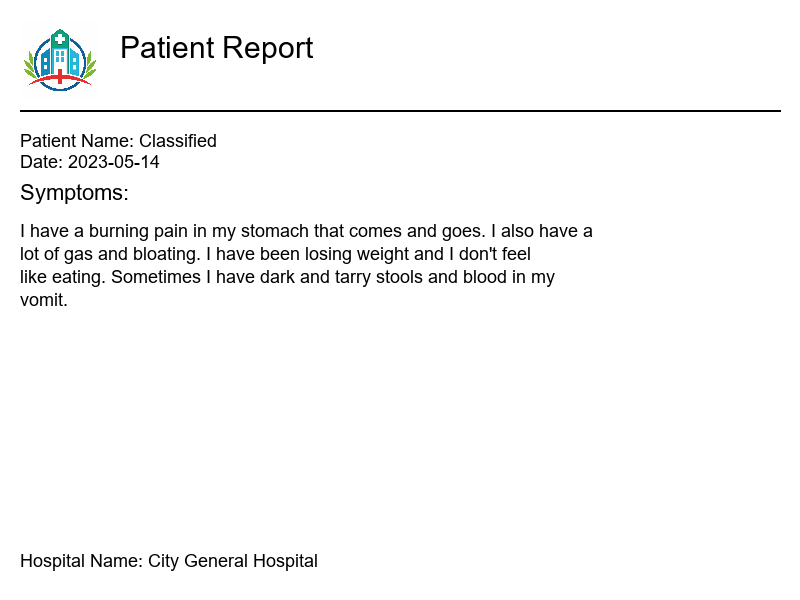 Patient Report
Patient Name: Classified
Date: 2023-05-14
Symptoms:
I have a burning pain in my stomach that comes and goes. I also have a
lot of gas and bloating. I have been losing weight and I don't feel
like eating. Sometimes I have dark and tarry stools and blood in my
vomit.
Hospital Name: City General Hospital